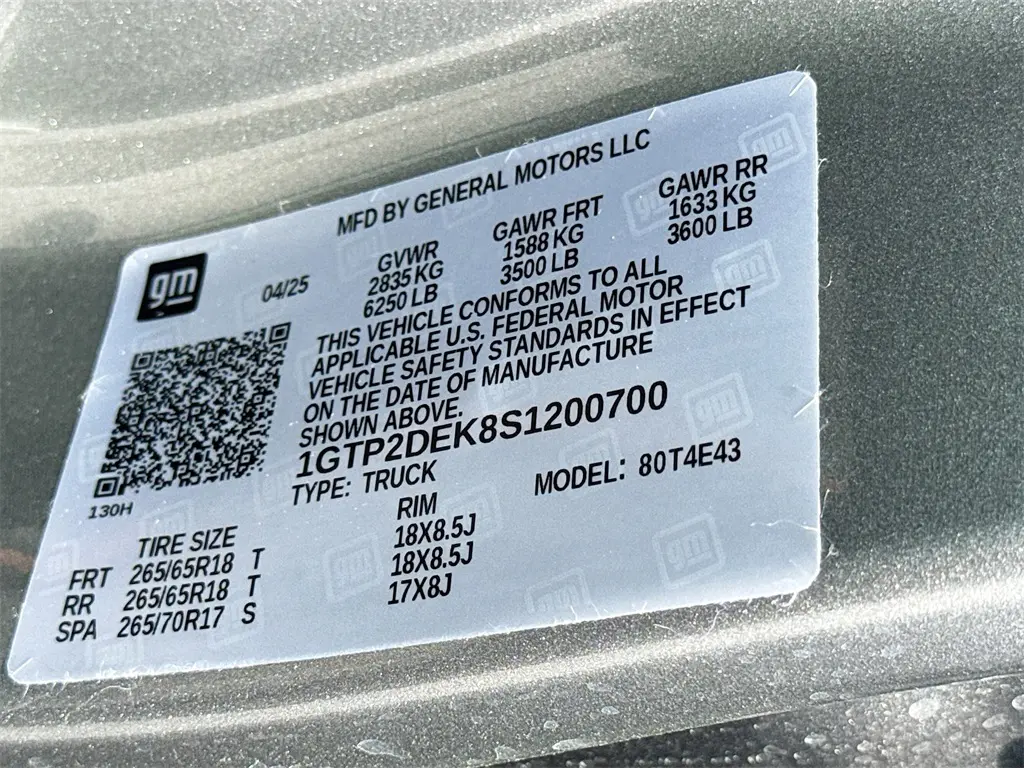 MFD BY GENERAL MOTORS LLC
gm
04/25
GVWR
2835 KG
6250 LB
GAWR FRT
1588 KG
3500 LB
GAWR RR
1633 KG
3600 LB
THIS VEHICLE CONFORMS TO ALL
APPLICABLE U.S. FEDERAL MOTOR
VEHICLE SAFETY STANDARDS IN EFFECT
ON THE DATE OF MANUFACTURE
SHOWN ABOVE.
1GTP2DEK8S1200700
TYPE: TRUCK
MODEL: 80T4E43
130H
TIRE SIZE RIM
FRT 265/65R18 T 18X8.5J
RR 265/65R18 T 18X8.5J
SPA 265/70R17 S 17X8J